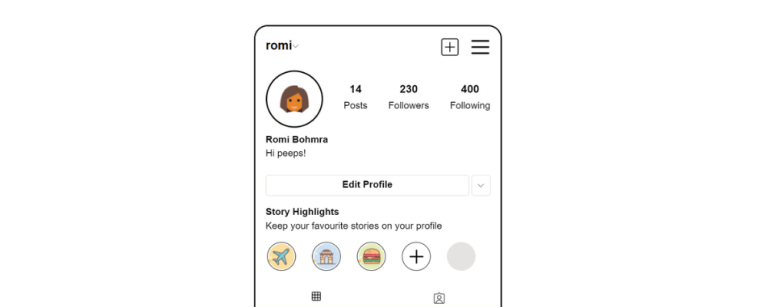 romi
14 230 400
Posts Followers Following
Romi Bohmra
Hi peeps!
Edit Profile
Story Highlights
Keep your favourite stories on your profile